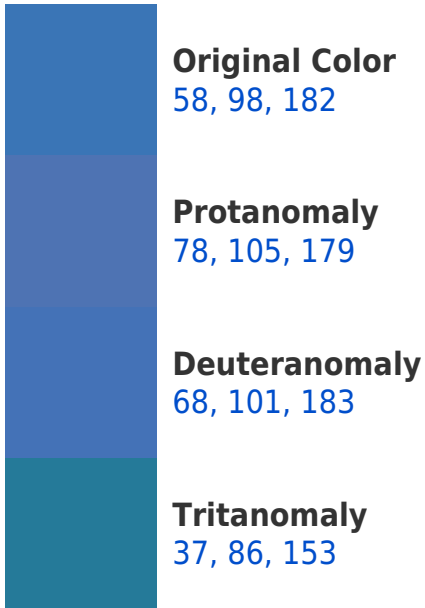 Original Color
58, 98, 182
Protanomaly
78, 105, 179
Deuteranomaly
68, 101, 183
Tritanomaly
37, 86, 153